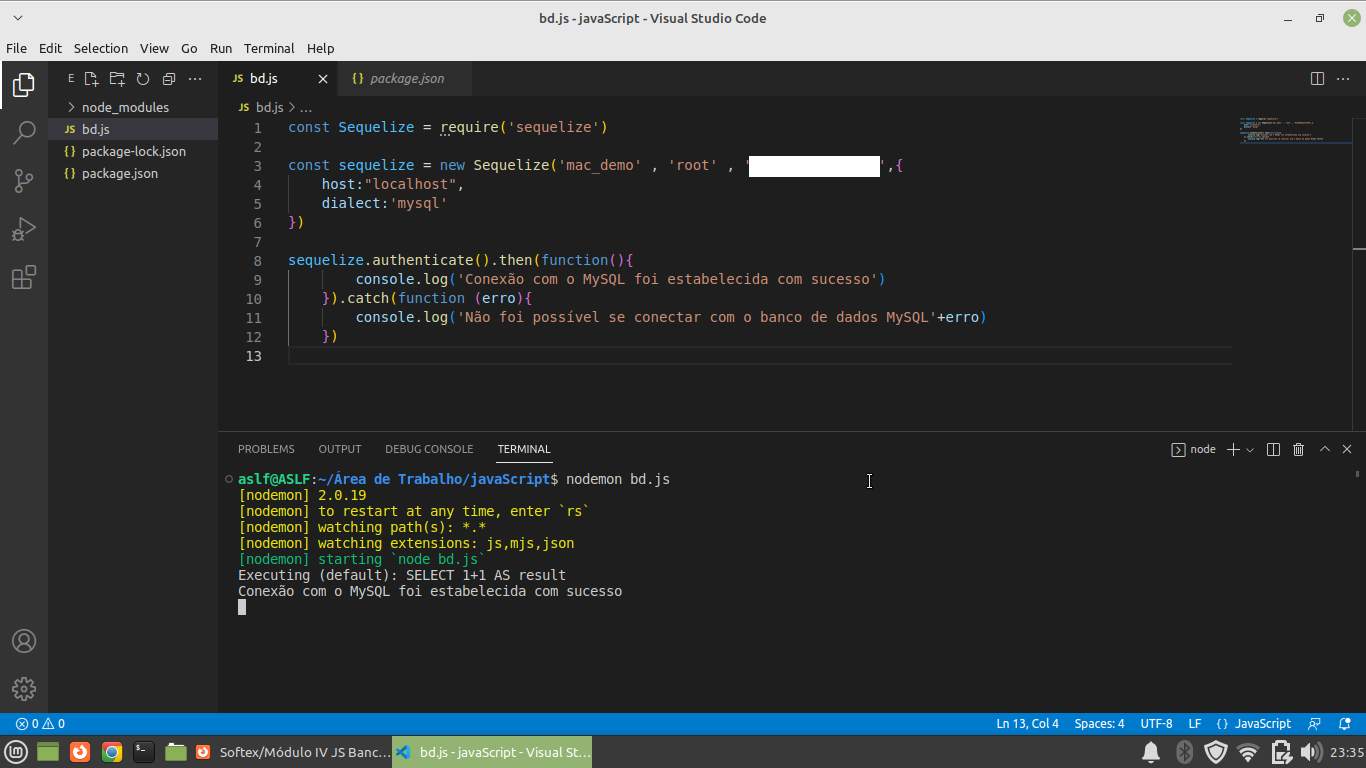 bd.js - javaScript - Visual Studio Code
File Edit Selection View Go Run Terminal Help
E
JS bd.js
{ } package.json
node_modules
JS bd.js
{ } package-lock.json
{ } package.json
JS bd.js > ...
1 const Sequelize = require('sequelize')
2
3 const sequelize = new Sequelize('mac_demo' , 'root' , '',{
4 host:"localhost",
5 dialect:'mysql'
6 })
7
8 sequelize.authenticate().then(function(){
9 console.log('Conexão com o MySQL foi estabelecida com sucesso')
10 }).catch(function (erro){
11 console.log('Não foi possível se conectar com o banco de dados MySQL'+erro)
12 })
13
PROBLEMS OUTPUT DEBUG CONSOLE TERMINAL
node
aslf@ASLF:~/Área de Trabalho/javaScript$ nodemon bd.js
[nodemon] 2.0.19
[nodemon] to restart at any time, enter `rs`
[nodemon] watching path(s): *.*
[nodemon] watching extensions: js,mjs,json
[nodemon] starting `node bd.js`
Executing (default): SELECT 1+1 AS result
Conexão com o MySQL foi estabelecida com sucesso
0 0 Ln 13, Col 4 Spaces: 4 UTF-8 LF { } JavaScript
Softex/Módulo IV JS Banc... bd.js - javaScript - Visual St... 23:35